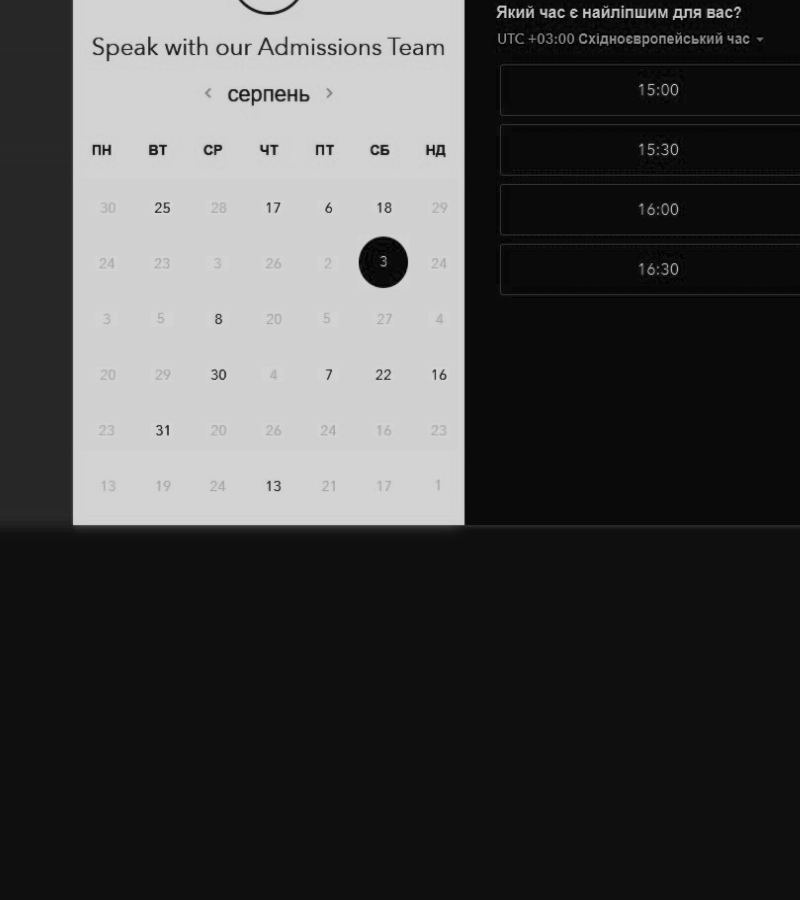 Speak with our Admissions Team
‹ серпень ›
ПН ВТ СР ЧТ ПТ СБ НД
30 25 28 17 6 18 29
24 23 3 26 2 3 24
3 5 8 20 5 27 4
20 29 30 4 7 22 16
23 31 20 26 24 16 23
13 19 24 13 21 17 1
Який час є найліпшим для вас?
UTC +03:00 Східноєвропейський час
15:00
15:30
16:00
16:30